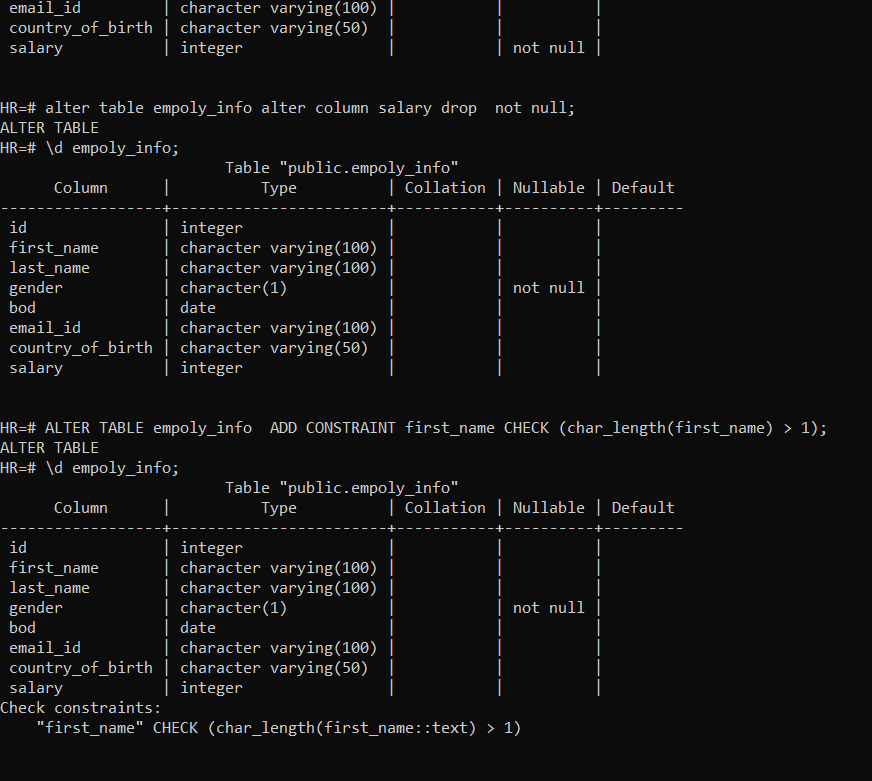 email_id          | character varying(100) |           |          |
 country_of_birth | character varying(50)  |           |          |
 salary           | integer                |           | not null |
HR=# alter table empoly_info alter column salary drop  not null;
ALTER TABLE
HR=# \d empoly_info;
                         Table "public.empoly_info"
      Column      |          Type          | Collation | Nullable | Default
------------------+------------------------+-----------+----------+---------
 id               | integer                |           |          |
 first_name       | character varying(100) |           |          |
 last_name        | character varying(100) |           |          |
 gender           | character(1)           |           | not null |
 bod              | date                   |           |          |
 email_id         | character varying(100) |           |          |
 country_of_birth | character varying(50)  |           |          |
 salary           | integer                |           |          |
HR=# ALTER TABLE empoly_info  ADD CONSTRAINT first_name CHECK (char_length(first_name) > 1);
ALTER TABLE
HR=# \d empoly_info;
                         Table "public.empoly_info"
      Column      |          Type          | Collation | Nullable | Default
------------------+------------------------+-----------+----------+---------
 id               | integer                |           |          |
 first_name       | character varying(100) |           |          |
 last_name        | character varying(100) |           |          |
 gender           | character(1)           |           | not null |
 bod              | date                   |           |          |
 email_id         | character varying(100) |           |          |
 country_of_birth | character varying(50)  |           |          |
 salary           | integer                |           |          |
Check constraints:
    "first_name" CHECK (char_length(first_name::text) > 1)